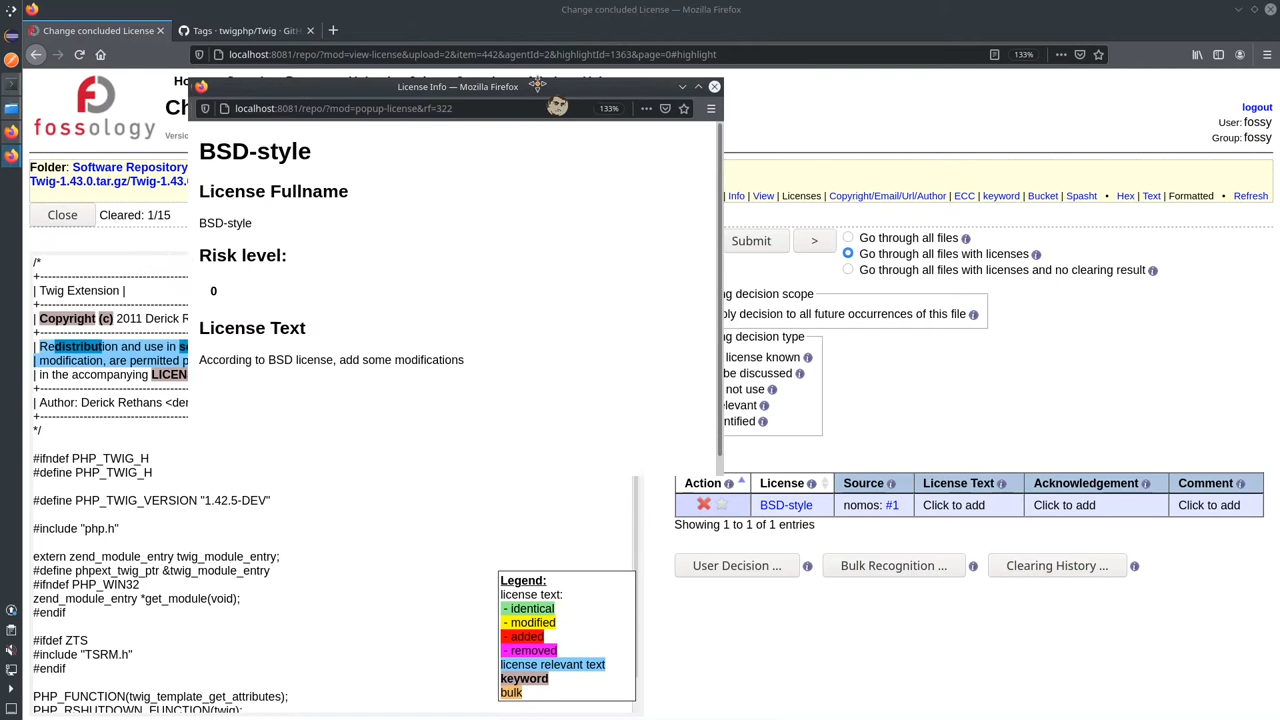 Change concluded License — Mozilla Firefox
Change concluded License
Tags · twigphp/Twig · GitH
localhost:8081/repo/?mod=view-license&upload=2&item=442&agentId=2&highlightId=1363&page=0#highlight
133%
License Info — Mozilla Firefox
localhost:8081/repo/?mod=popup-license&rf=322
133%
fossology
Ho
Ch
Versio
logout
User: fossy
Group: fossy
Folder: Software Repository
Twig-1.43.0.tar.gz/Twig-1.43.0
| Info | View | Licenses | Copyright/Email/Url/Author | ECC | keyword | Bucket | Spasht • Hex | Text | Formatted • Refresh
Close
Cleared: 1/15
BSD-style
License Fullname
BSD-style
Risk level:
0
License Text
According to BSD license, add some modifications
Submit
>
Go through all files
Go through all files with licenses
Go through all files with licenses and no clearing result
ng decision scope
ply decision to all future occurrences of this file
ng decision type
license known
be discussed
not use
elevant
entified
/*
+----------------------------------
| Twig Extension |
+----------------------------------
| Copyright (c) 2011 Derick R
+----------------------------------
| Redistribution and use in s
| modification, are permitted p
| in the accompanying LICEN
+----------------------------------
| Author: Derick Rethans <der
+----------------------------------
*/
#ifndef PHP_TWIG_H
#define PHP_TWIG_H
#define PHP_TWIG_VERSION "1.42.5-DEV"
#include "php.h"
extern zend_module_entry twig_module_entry;
#define phpext_twig_ptr &twig_module_entry
#ifndef PHP_WIN32
zend_module_entry *get_module(void);
#endif
#ifdef ZTS
#include "TSRM.h"
#endif
PHP_FUNCTION(twig_template_get_attributes);
PHP_RSHUTDOWN_FUNCTION(twig);
Legend:
license text:
- identical
- modified
- added
- removed
license relevant text
keyword
bulk
Action License Source License Text Acknowledgement Comment
BSD-style nomos: #1 Click to add Click to add Click to add
Showing 1 to 1 of 1 entries
User Decision ...
Bulk Recognition ...
Clearing History ...